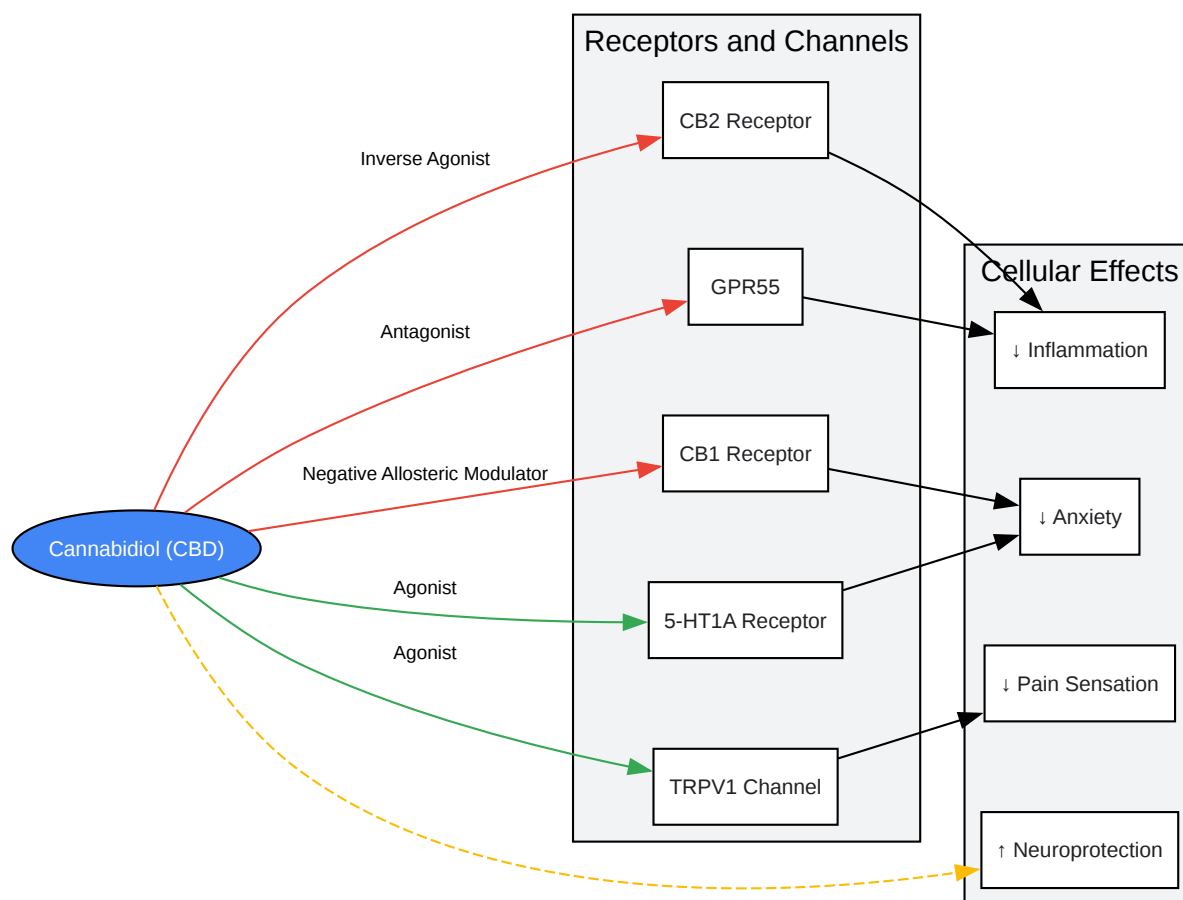 Receptors and Channels
CB2 Receptor
Inverse Agonist
Cellular Effects
GPR55
Antagonist
↓ Inflammation
CB1 Receptor
Negative Allosteric Modulator
↓ Anxiety
Cannabidiol (CBD)
Agonist
5-HT1A Receptor
Agonist
↓ Pain Sensation
TRPV1 Channel
↑ Neuroprotection